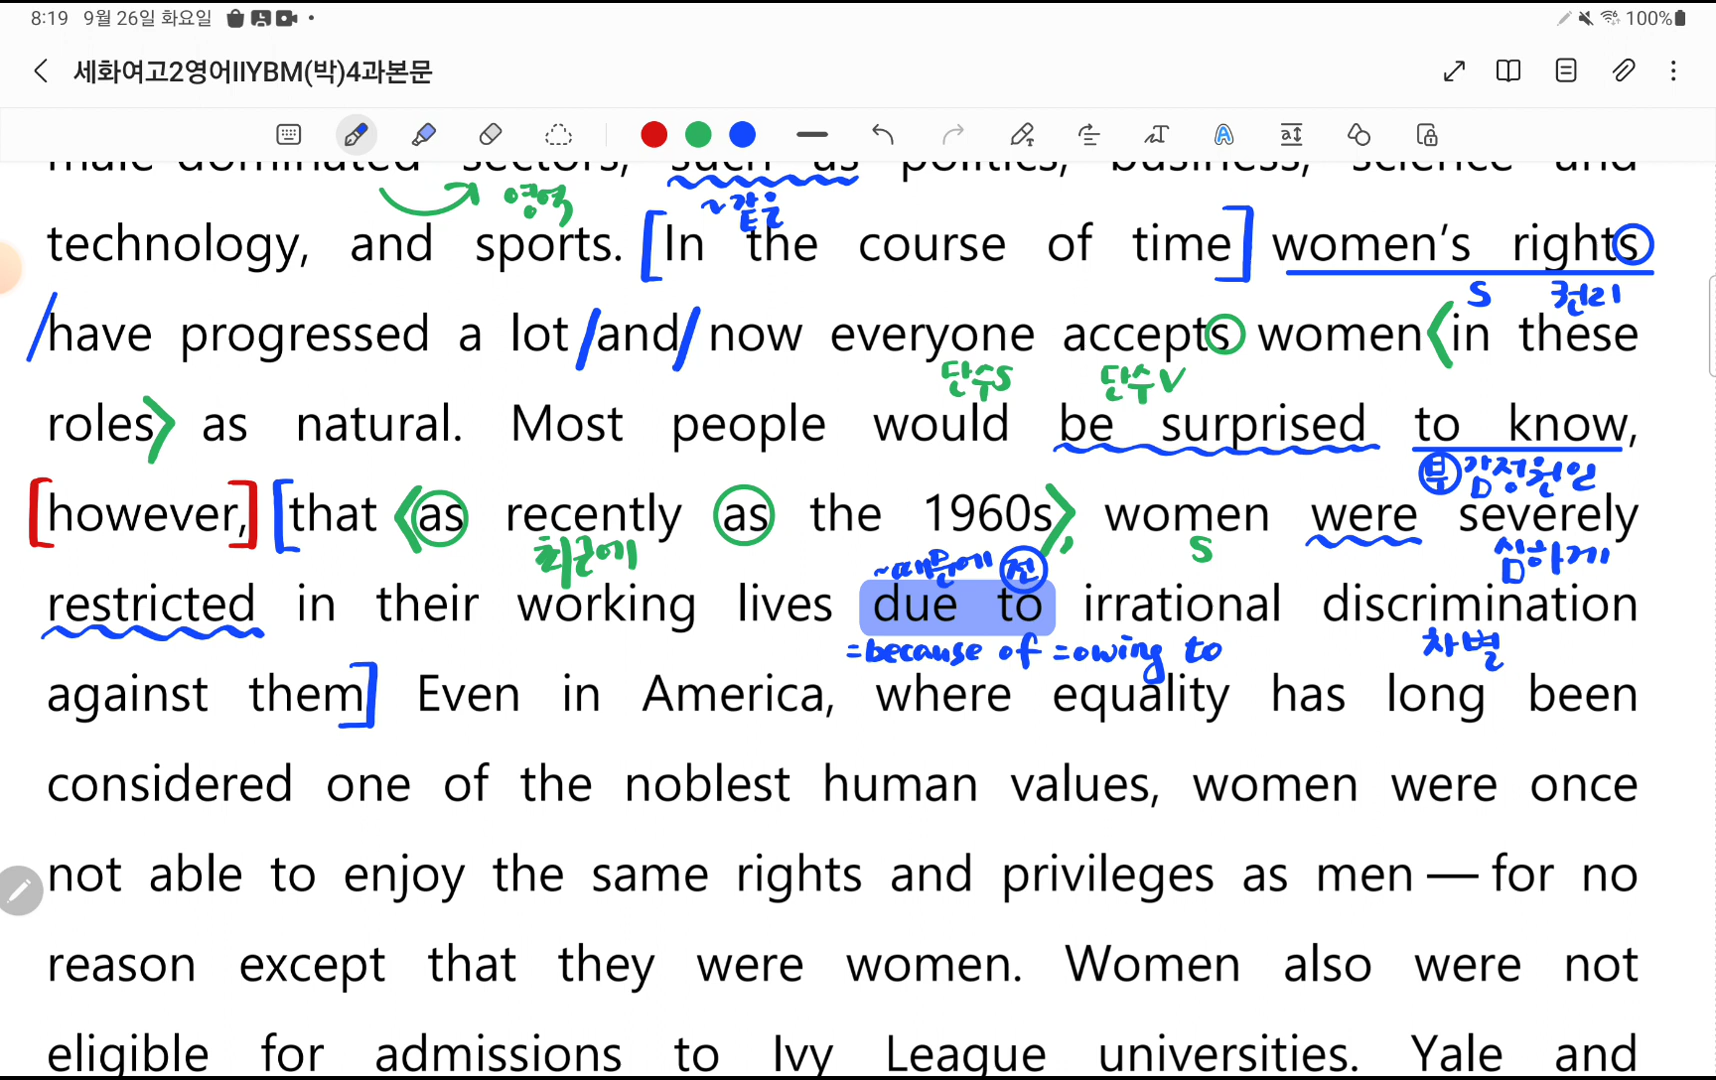 8:19 9월 26일 화요일 100%
세화여고2영어IIYBM(박)4과본문
male dominated sectors, such as politics, business, science and
영역 ~같은
technology, and sports. [In the course of time] women's rights
S 권리
/have progressed a lot/and/now everyone accepts women <in these
단수S 단수V
roles> as natural. Most people would be surprised to know,
부 감정원인
[however,] [that <as recently as the 1960s>, women were severely
최근에 S 심하게
~때문에 전
restricted in their working lives due to irrational discrimination
=because of =owing to 차별
against them] Even in America, where equality has long been
considered one of the noblest human values, women were once
not able to enjoy the same rights and privileges as men — for no
reason except that they were women. Women also were not
eligible for admissions to Ivy League universities. Yale and